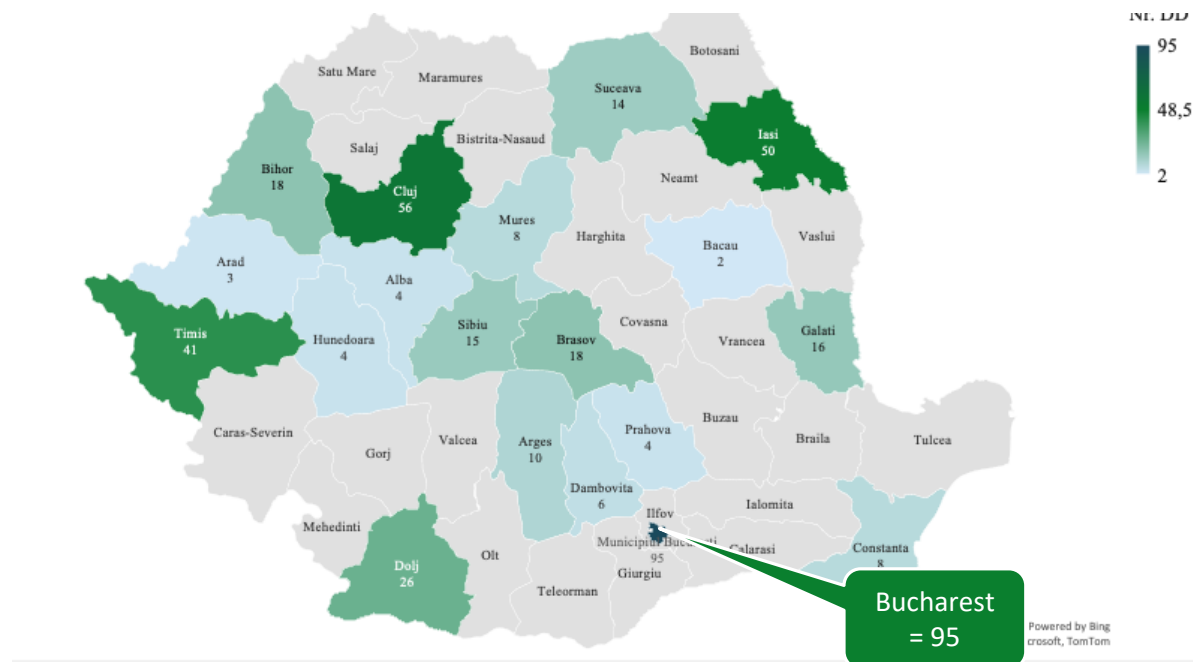 Nr. DD
95
48,5
2
Botosani
Satu Mare
Maramures
Suceava
14
Iasi
50
Bistrita-Nasaud
Salaj
Bihor
18
Cluj
56
Neamt
Mures
8
Harghita
Bacau
2
Vaslui
Arad
3
Alba
4
Timis
41
Hunedoara
4
Sibiu
15
Brasov
18
Covasna
Vrancea
Galati
16
Caras-Severin
Gorj
Valcea
Arges
10
Prahova
4
Buzau
Braila
Tulcea
Dambovita
6
Ialomita
Ilfov
Mehedinti
Municipiul Bucuresti
95
Calarasi
Constanta
8
Olt
Dolj
26
Giurgiu
Teleorman
Bucharest
= 95
Powered by Bing
crosoft, TomTom